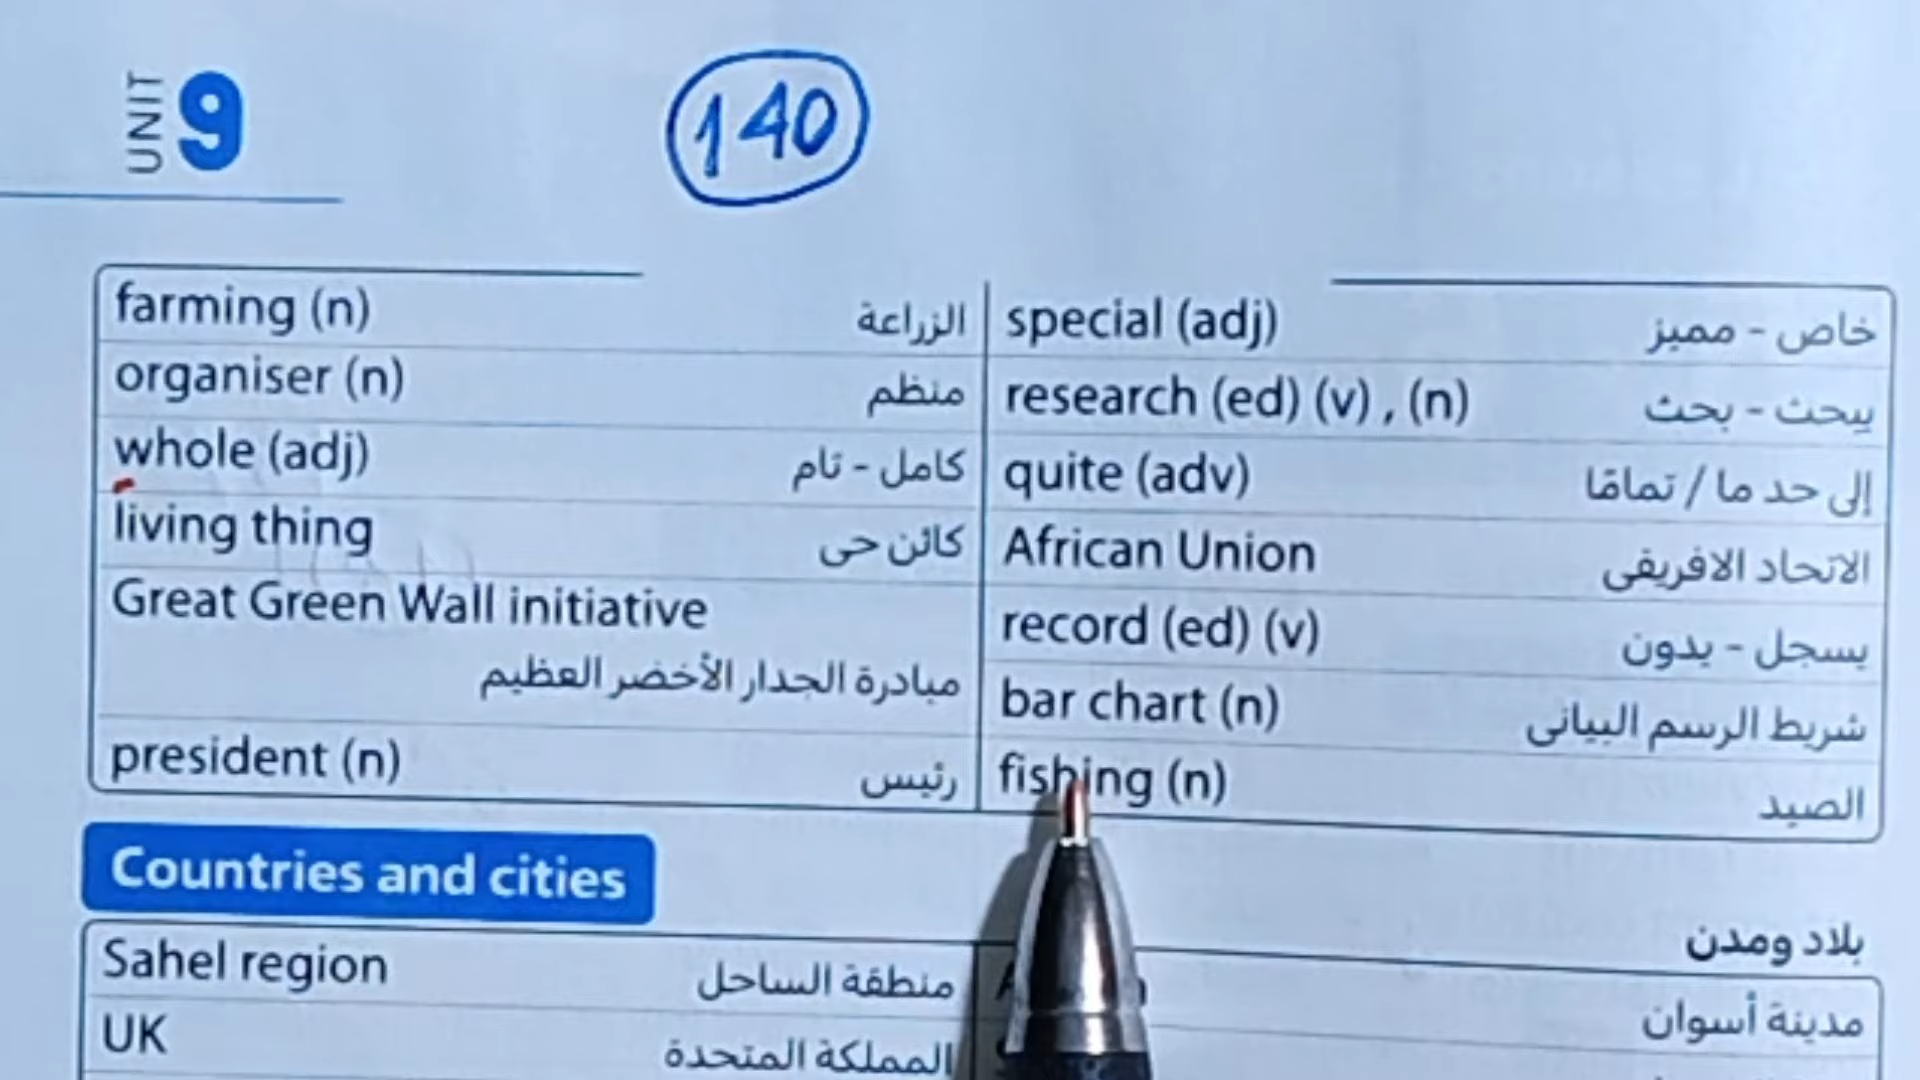 UNIT 9
140
farming (n) الزراعة
organiser (n) منظم
whole (adj) كامل - تام
living thing كائن حى
Great Green Wall initiative
مبادرة الجدار الأخضر العظيم
president (n) رئيس
special (adj) خاص - مميز
research (ed) (v) , (n) يبحث - بحث
quite (adv) إلى حد ما / تمامًا
African Union الاتحاد الافريقى
record (ed) (v) يسجل - يدون
bar chart (n) شريط الرسم البيانى
fishing (n) الصيد
Countries and cities بلاد ومدن
Sahel region منطقة الساحل
UK المملكة المتحدة
مدينة أسوان